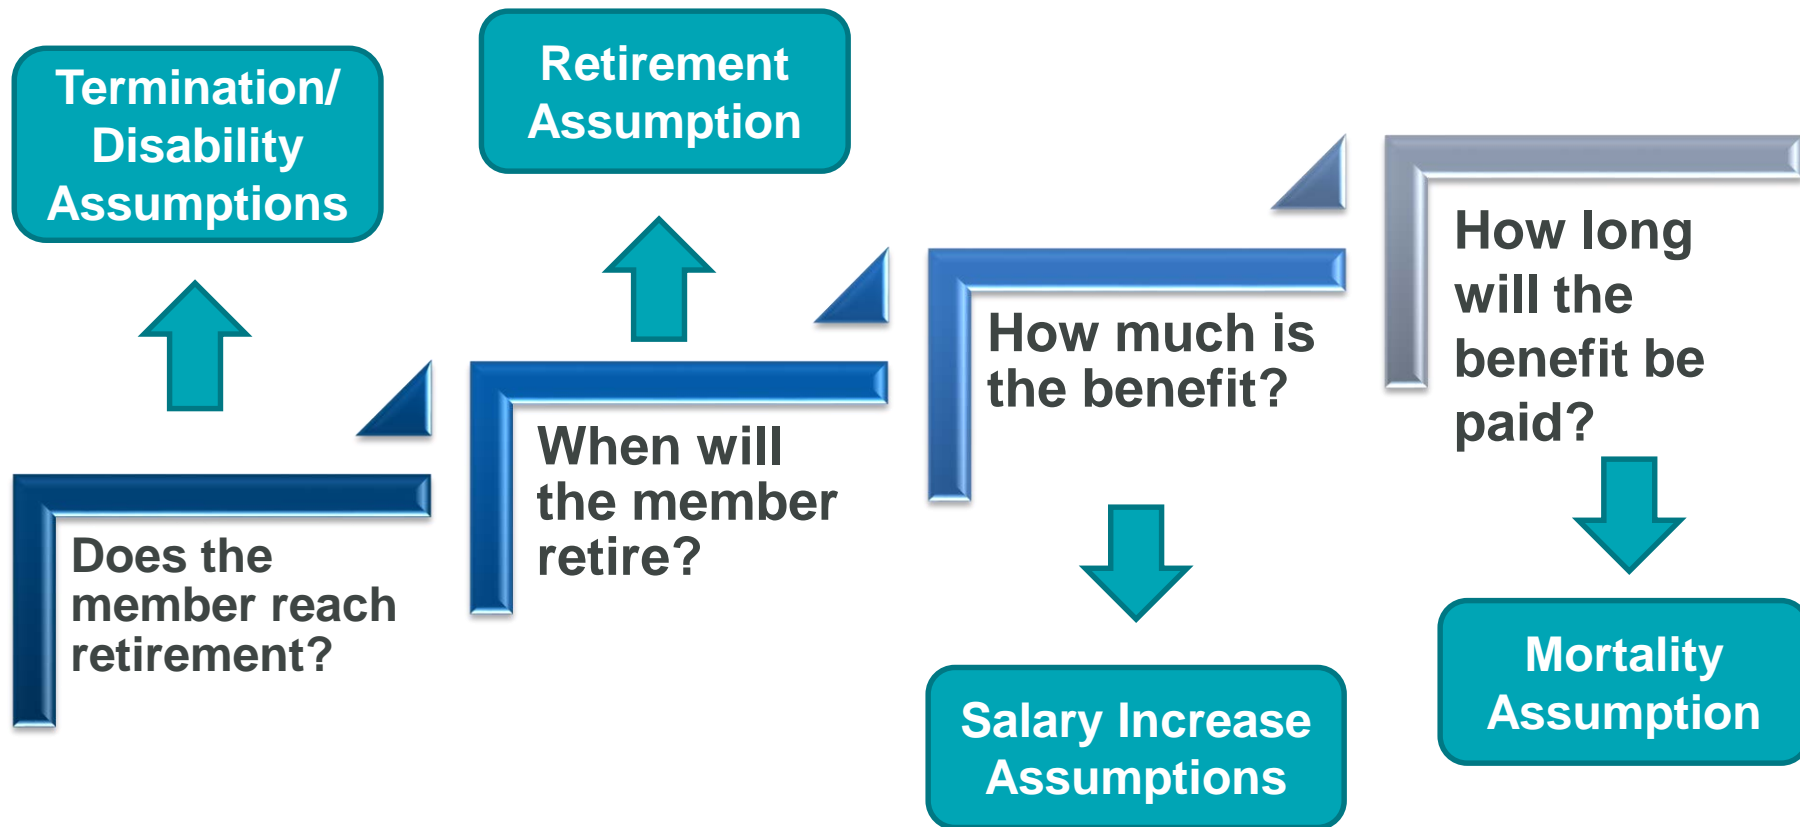 Termination/
Disability
Assumptions
Retirement
Assumption
Does the
member reach
retirement?
When will
the member
retire?
How much is
the benefit?
How long
will the
benefit be
paid?
Salary Increase
Assumptions
Mortality
Assumption